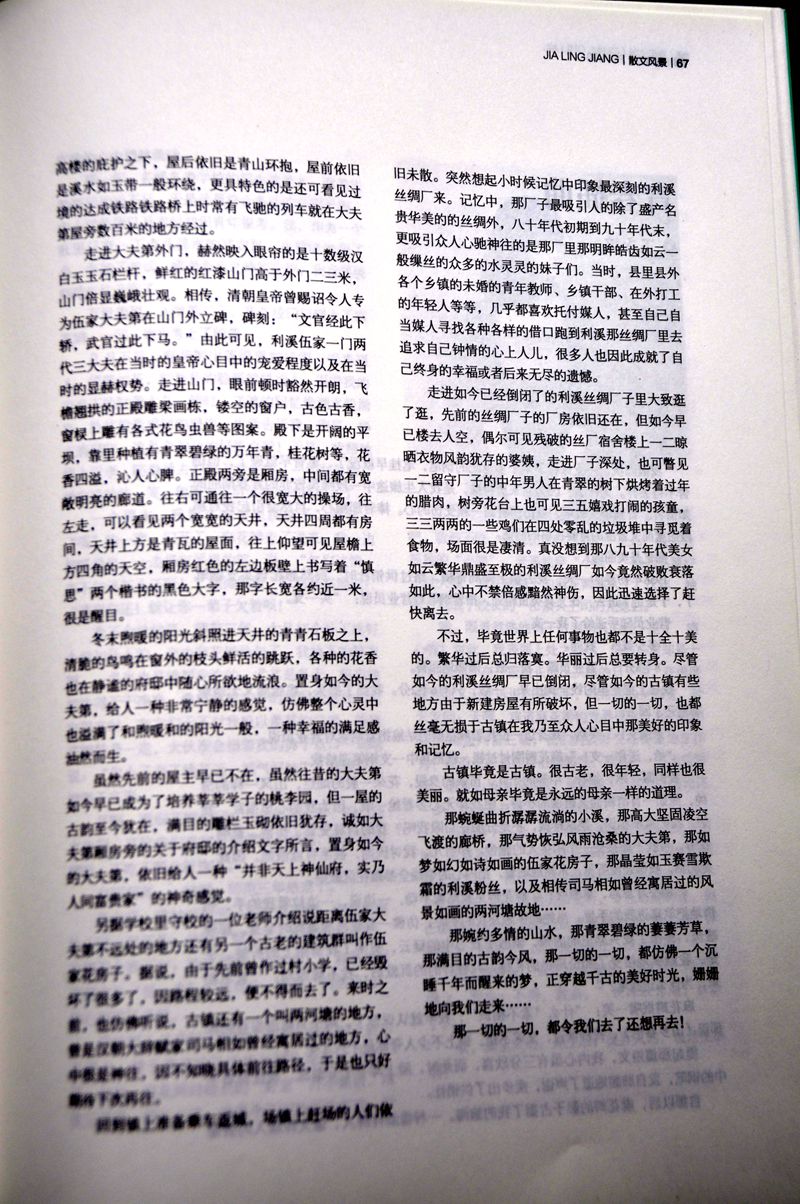 JIA LING JIANG | 散文风景 | 67
高楼的庇护之下，屋后依旧是青山环抱，屋前依旧
是溪水如玉带一般环绕，更具特色的是还可看见过
境的达成铁路铁路桥上时常有飞驰的列车就在大夫
第屋旁数百米的地方经过。
走进大夫第外门，赫然映入眼帘的是十数级汉
白玉玉石栏杆，鲜红的红漆山门高于外门二三米，
山门倍显巍峨壮观。相传，清朝皇帝曾赐诏令人专
为伍家大夫第在山门外立碑，碑刻：“文官经此下
轿，武官过此下马。”由此可见，利溪伍家一门两
代三大夫在当时的皇帝心目中的宠爱程度以及在当
时的显赫权势。走进山门，眼前顿时豁然开朗，飞
檐翘拱的正殿雕梁画栋，镂空的窗户，古色古香，
窗棂上雕有各式花鸟虫兽等图案。殿下是开阔的平
坝，靠里种植有青翠碧绿的万年青，桂花树等，花
香四溢，沁人心脾。正殿两旁是厢房，中间都有宽
敞明亮的廊道。往右可通往一个很宽大的操场，往
左走，可以看见两个宽宽的天井，天井四周都有房
间，天井上方是青瓦的屋面，往上仰望可见屋檐上
方四角的天空，厢房红色的左边板壁上书写着“慎
思”两个楷书的黑色大字，那字长宽各约近一米，
很是醒目。
冬末煦暖的阳光斜照进天井的青青石板之上，
清脆的鸟鸣在窗外的枝头鲜活的跳跃，各种的花香
也在静谧的府邸中随心所欲地流浪。置身如今的大
夫第，给人一种非常宁静的感觉，仿佛整个心灵中
也溢满了和煦暖和的阳光一般，一种幸福的满足感
油然而生。
虽然先前的屋主早已不在，虽然往昔的大夫第
如今早已成为了培养莘莘学子的桃李园，但一屋的
古韵至今犹在，满目的雕栏玉砌依旧犹存，诚如大
夫第厢房旁的关于府邸的介绍文字所言，置身如今
的大夫第，依旧给人一种“并非天上神仙府，实乃
人间富贵家”的神奇感觉。
另据学校里守校的一位老师介绍说距离伍家大
夫第不远处的地方还有另一个古老的建筑群叫作伍
家花房子。据说，由于先前曾作过村小学，已经毁
坏了很多了，因路程较远，便不得而去了。来时之
前，也仿佛听说，古镇还有一个叫两河塘的地方，
曾是汉朝大辞赋家司马相如曾经寓居过的地方，心
中很是神往，因不知晓具体前往路径，于是也只好
期待下次再往。
回到镇上准备乘车返城，场镇上赶场的人们依
旧未散。突然想起小时候记忆中印象最深刻的利溪
丝绸厂来。记忆中，那厂子最吸引人的除了盛产名
贵华美的的丝绸外，八十年代初期到九十年代末，
更吸引众人心驰神往的是那厂里那明眸皓齿如云一
般缫丝的众多的水灵灵的妹子们。当时，县里县外
各个乡镇的未婚的青年教师、乡镇干部、在外打工
的年轻人等等，几乎都喜欢托付媒人，甚至自己自
当媒人寻找各种各样的借口跑到利溪那丝绸厂里去
追求自己钟情的心上人儿，很多人也因此成就了自
己终身的幸福或者后来无尽的遗憾。
走进如今已经倒闭了的利溪丝绸厂子里大致逛
了逛，先前的丝绸厂子的厂房依旧还在，但如今早
已楼去人空，偶尔可见残破的丝厂宿舍楼上一二晾
晒衣物风韵犹存的婆姨，走进厂子深处，也可瞥见
一二留守厂子的中年男人在青翠的树下烘烤着过年
的腊肉，树旁花台上也可见三五嬉戏打闹的孩童，
三三两两的一些鸡们在四处零乱的垃圾堆中寻觅着
食物，场面很是凄清。真没想到那八九十年代美女
如云繁华鼎盛至极的利溪丝绸厂如今竟然破败衰落
如此，心中不禁倍感黯然神伤，因此迅速选择了赶
快离去。
不过，毕竟世界上任何事物也都不是十全十美
的。繁华过后总归落寞。华丽过后总要转身。尽管
如今的利溪丝绸厂早已倒闭，尽管如今的古镇有些
地方由于新建房屋有所破坏，但一切的一切，也都
丝毫无损于古镇在我乃至众人心目中那美好的印象
和记忆。
古镇毕竟是古镇。很古老，很年轻，同样也很
美丽。就如母亲毕竟是永远的母亲一样的道理。
那蜿蜒曲折潺潺流淌的小溪，那高大坚固凌空
飞渡的廊桥，那气势恢弘风雨沧桑的大夫第，那如
梦如幻如诗如画的伍家花房子，那晶莹如玉赛雪欺
霜的利溪粉丝，以及相传司马相如曾经寓居过的风
景如画的两河塘故地……
那婉约多情的山水，那青翠碧绿的萋萋芳草，
那满目的古韵今风，那一切的一切，都仿佛一个沉
睡千年而醒来的梦，正穿越千古的美好时光，姗姗
地向我们走来……
那一切的一切，都令我们去了还想再去！